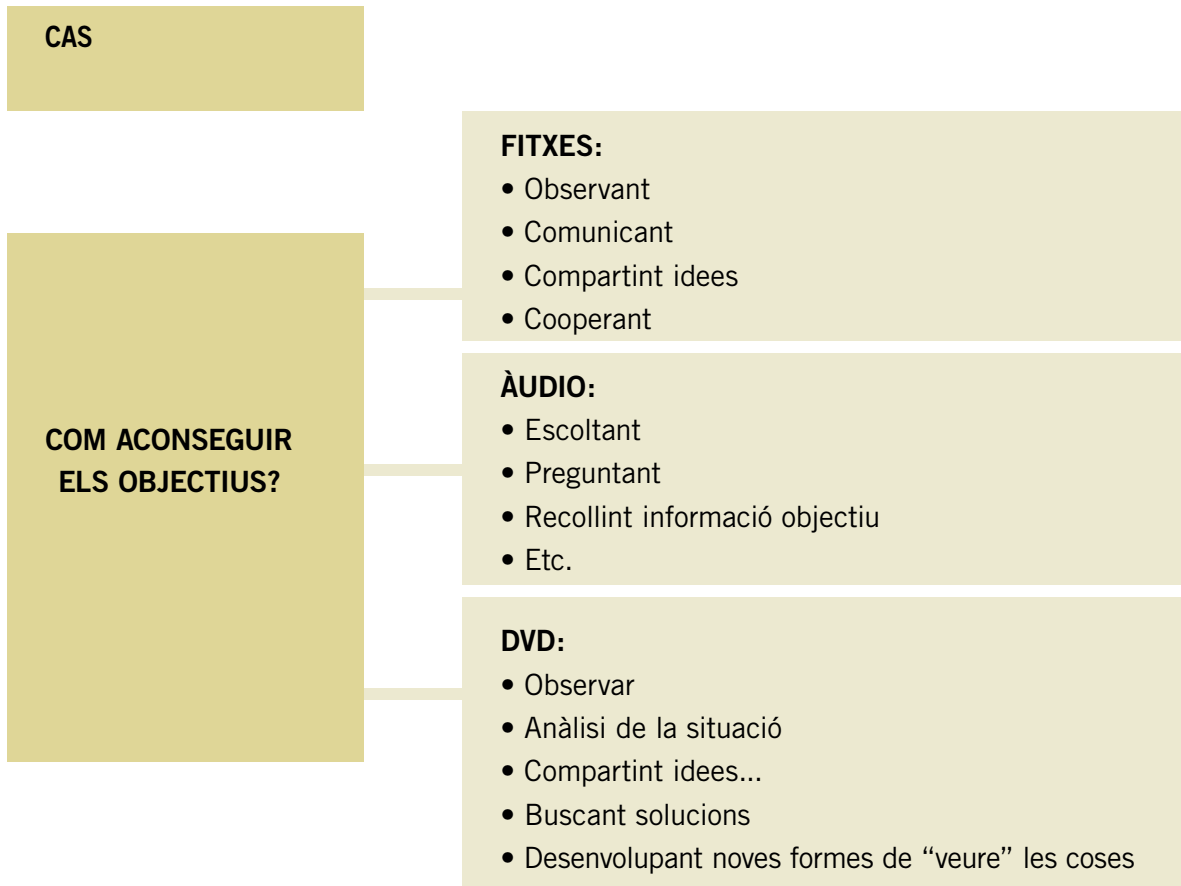 CAS
FITXES:
• Observant
• Comunicant
• Compartint idees
• Cooperant
COM ACONSEGUIR
ELS OBJECTIUS?
ÀUDIO:
• Escoltant
• Preguntant
• Recollint informació objectiu
• Etc.
DVD:
• Observar
• Anàlisi de la situació
• Compartint idees...
• Buscant solucions
• Desenvolupant noves formes de “veure” les coses